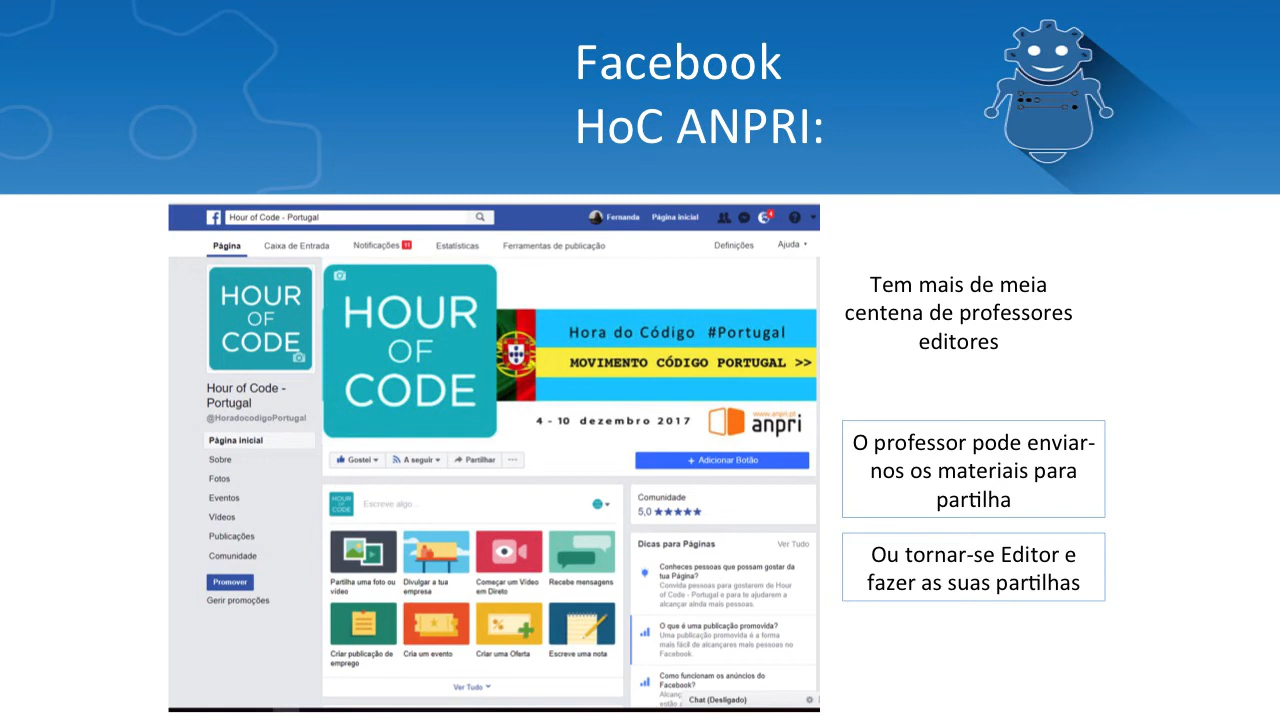 Facebook
HoC ANPRI:
Hour of Code - Portugal
Fernanda
Página inicial
4
Página
Caixa de Entrada
Notificações 11
Estatísticas
Ferramentas de publicação
Definições
Ajuda
HOUR
OF
CODE
Hour of Code -
Portugal
@HoradocodigoPortugal
Página inicial
Sobre
Fotos
Eventos
Vídeos
Publicações
Comunidade
Promover
Gerir promoções
HOUR
OF
CODE
Hora do Código #Portugal
MOVIMENTO CÓDIGO PORTUGAL >>
4 - 10 dezembro 2017
www.anpri.pt
anpri
Gostei
A seguir
Partilhar
+ Adicionar Botão
HOUR
OF
CODE
Escreve algo...
Partilha uma foto ou
vídeo
Divulgar a tua
empresa
Começar um Vídeo
em Direto
Recebe mensagens
Criar publicação de
emprego
Cria um evento
Criar uma Oferta
Escreve uma nota
Ver Tudo
Comunidade
5,0 ★★★★★
Dicas para Páginas
Ver Tudo
Conheces pessoas que possam gostar da
tua Página?
Convida pessoas para gostarem de Hour
of Code - Portugal e para te ajudarem a
alcançar ainda mais pessoas.
O que é uma publicação promovida?
Uma publicação promovida é a forma
mais fácil de alcançares mais pessoas no
Facebook.
Como funcionam os anúncios do
Facebook?
Chat (Desligado)
Tem mais de meia
centena de professores
editores
O professor pode enviar-
nos os materiais para
partilha
Ou tornar-se Editor e
fazer as suas partilhas